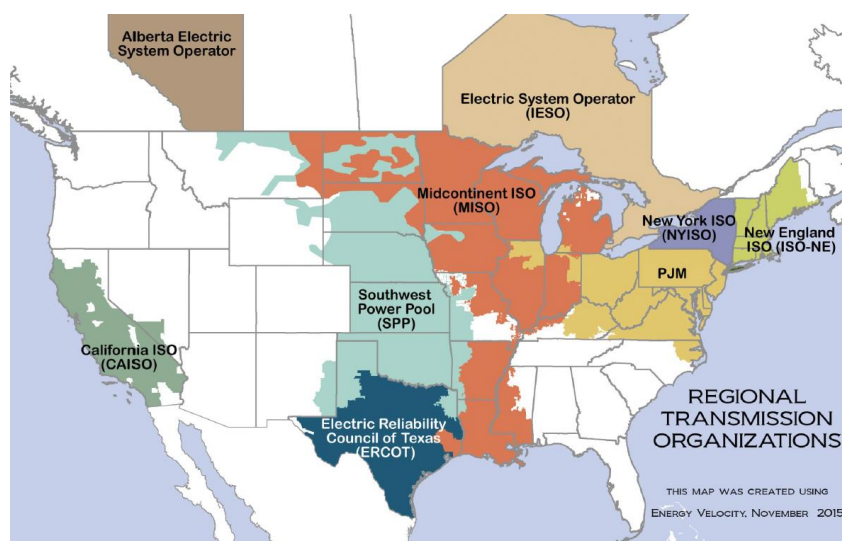 Alberta Electric
System Operator
Electric System Operator
(IESO)
Midcontinent ISO
(MISO)
New York ISO
(NYISO)
New England
ISO (ISO-NE)
PJM
Southwest
Power Pool
(SPP)
California ISO
(CAISO)
Electric Reliability
Council of Texas
(ERCOT)
REGIONAL
TRANSMISSION
ORGANIZATIONS
THIS MAP WAS CREATED USING
ENERGY VELOCITY, NOVEMBER 2015